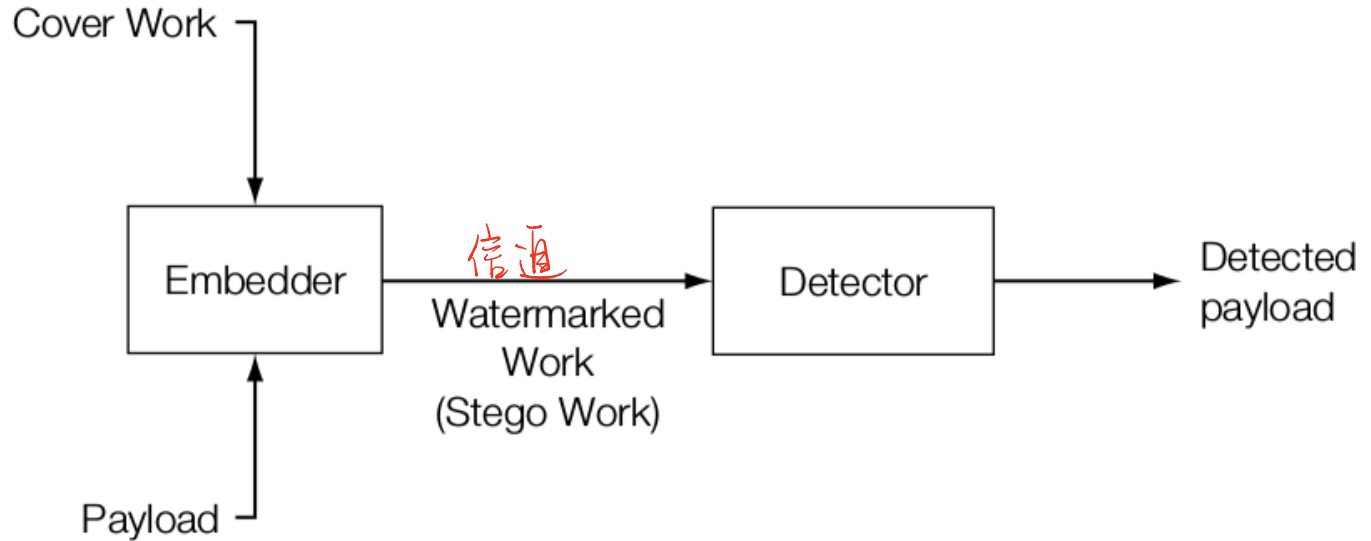 Cover Work
信道
Embedder
Watermarked
Work
(Stego Work)
Detector
Detected
payload
Payload